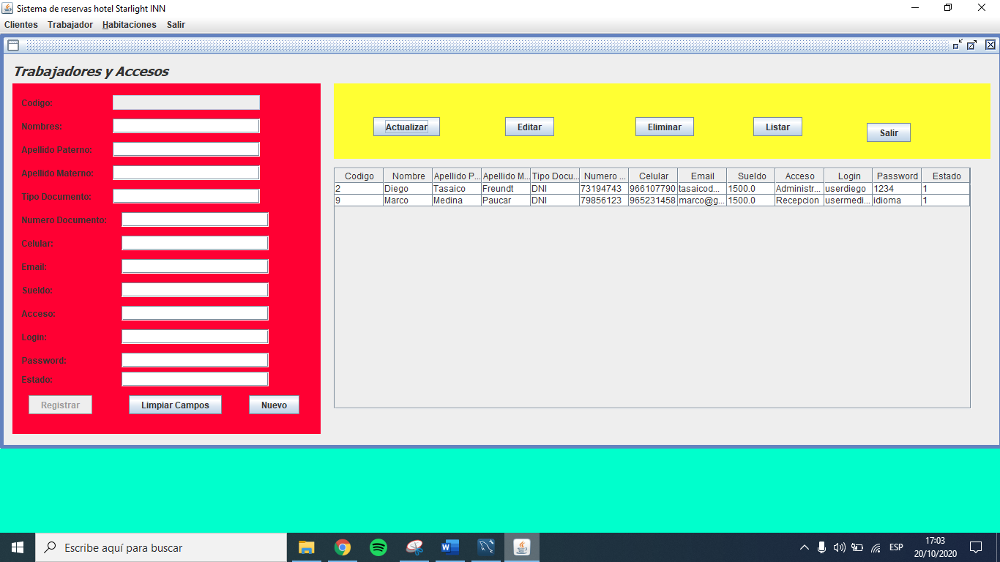 Sistema de reservas hotel Starlight INN
Clientes Trabajador Habitaciones Salir
Trabajadores y Accesos
Codigo:
Nombres:
Apellido Paterno:
Apellido Materno:
Tipo Documento:
Numero Documento:
Celular:
Email:
Sueldo:
Acceso:
Login:
Password:
Estado:
Registrar Limpiar Campos Nuevo
Actualizar Editar Eliminar Listar Salir
Codigo Nombre Apellido P... Apellido M... Tipo Docu... Numero ... Celular Email Sueldo Acceso Login Password Estado
2 Diego Tasaico Freundt DNI 73194743 966107790 tasaicod... 1500.0 Administr... userdiego 1234 1
9 Marco Medina Paucar DNI 79856123 965231458 marco@g... 1500.0 Recepcion usermedi... idioma 1
Escribe aquí para buscar
ESP
17:03
20/10/2020